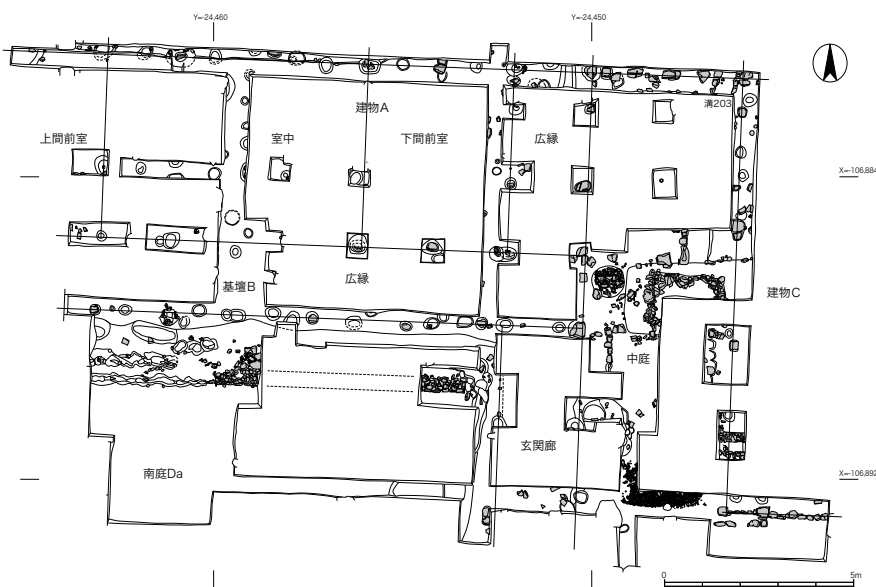 Y=-24,460
Y=-24,450
溝203
建物A
上間前室
室中
下間前室
広縁
X=-106,884
基壇B
広縁
建物C
中庭
玄関廊
南庭Da
X=-106,892
0
5m